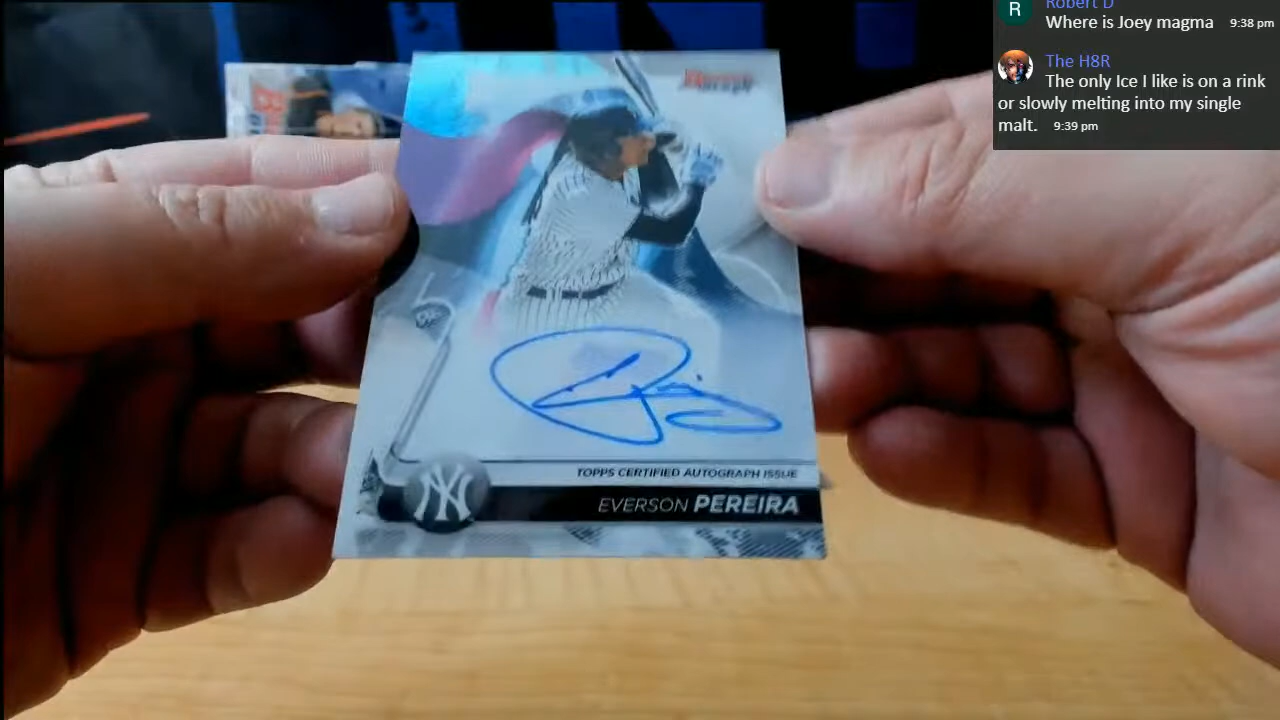 Robert D
Where is Joey magma 9:38 pm
The H8R
The only Ice I like is on a rink
or slowly melting into my single
malt. 9:39 pm
R
TOPPS CERTIFIED AUTOGRAPH ISSUE
NY
EVERSON PEREIRA